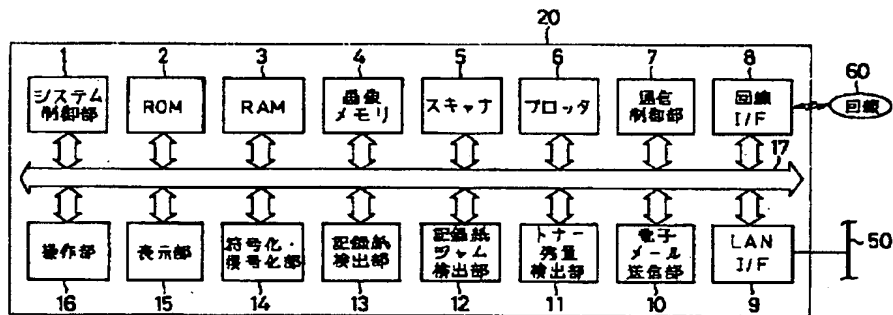 20
1
2
3
4
5
6
7
8
60
システム
制御部
ROM
RAM
画像
メモリ
スキャナ
プロッタ
通信
制御部
回線
I/F
回線
17
操作部
表示部
符号化・
復号化部
記録紙
検出部
記録紙
ジャム
検出部
トナー
残量
検出部
電子
メール
送信部
LAN
I/F
50
16
15
14
13
12
11
10
9